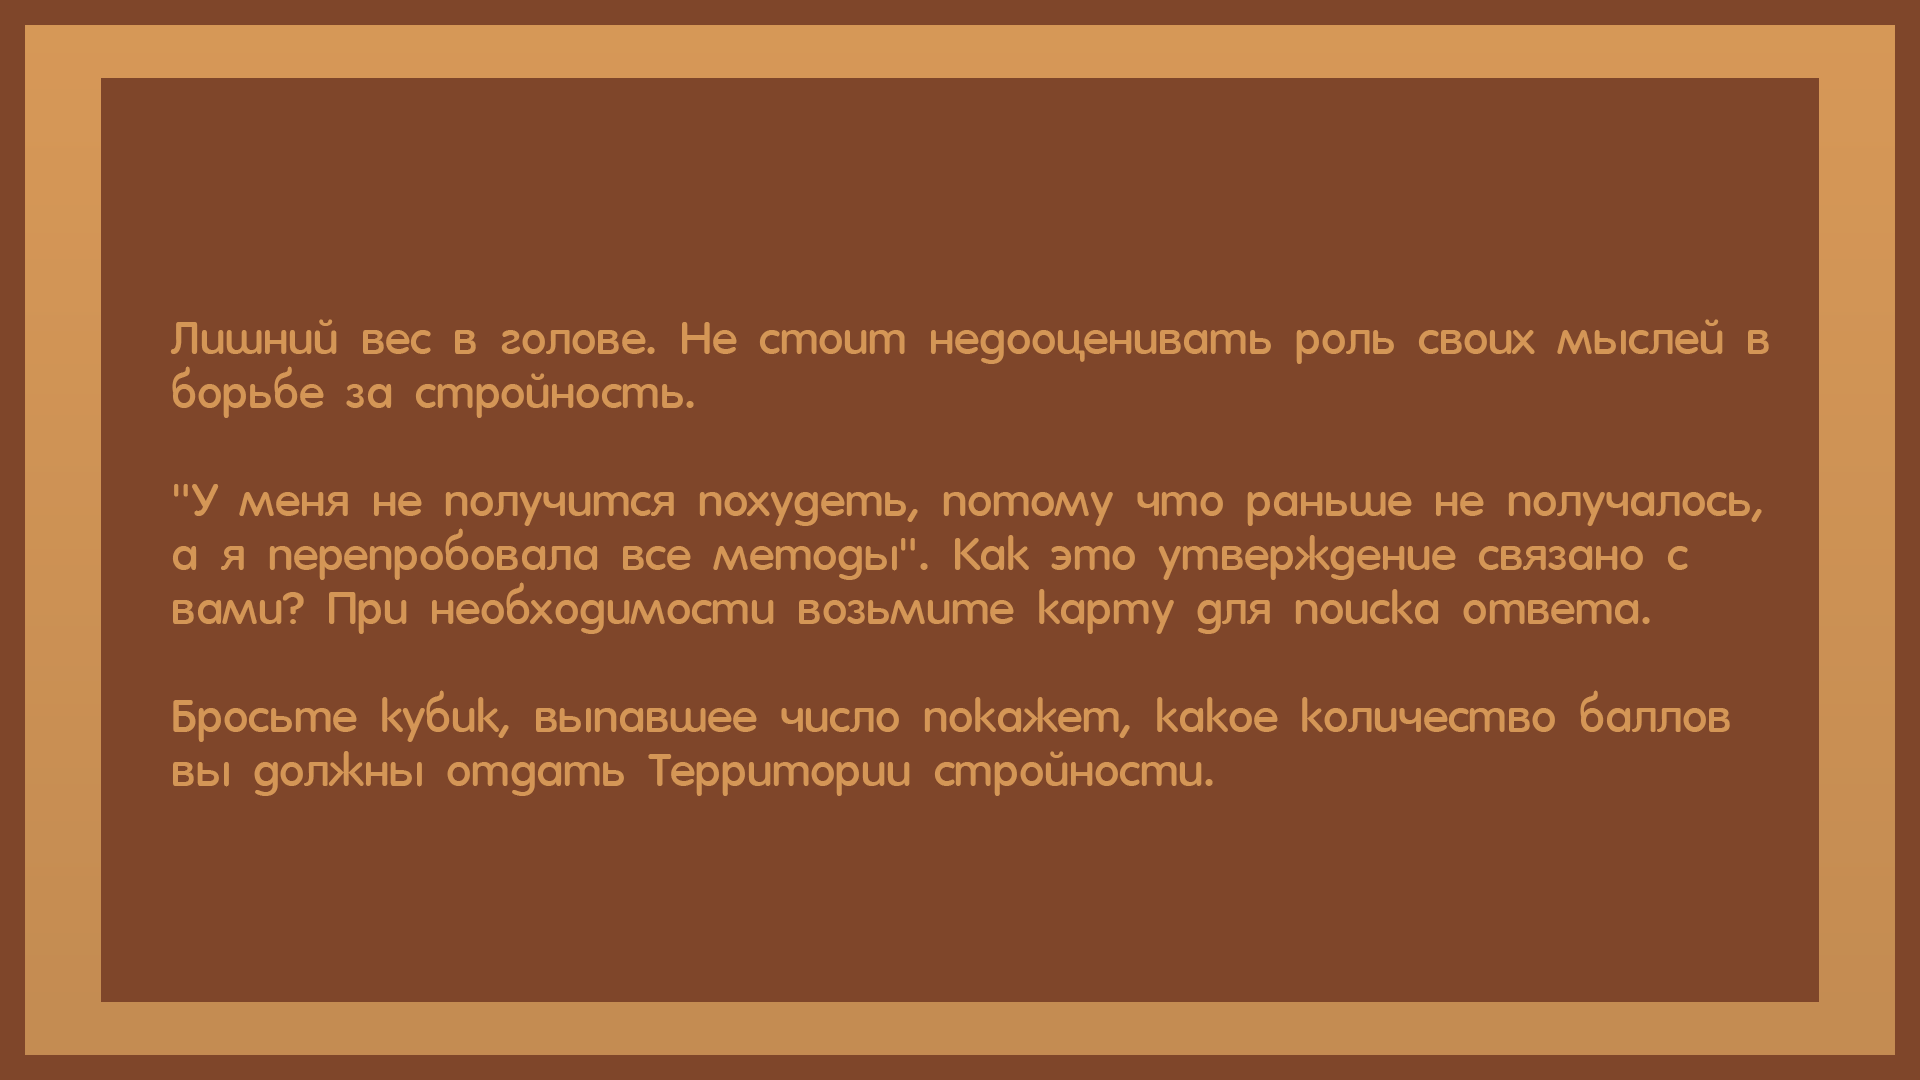 Лишний вес в голове. Не стоит недооценивать роль своих мыслей в
борьбе за стройность.
"У меня не получится похудеть, потому что раньше не получалось,
а я перепробовала все методы". Как это утверждение связано с
вами? При необходимости возьмите карту для поиска ответа.
Бросьте кубик, выпавшее число покажет, какое количество баллов
вы должны отдать Территории стройности.